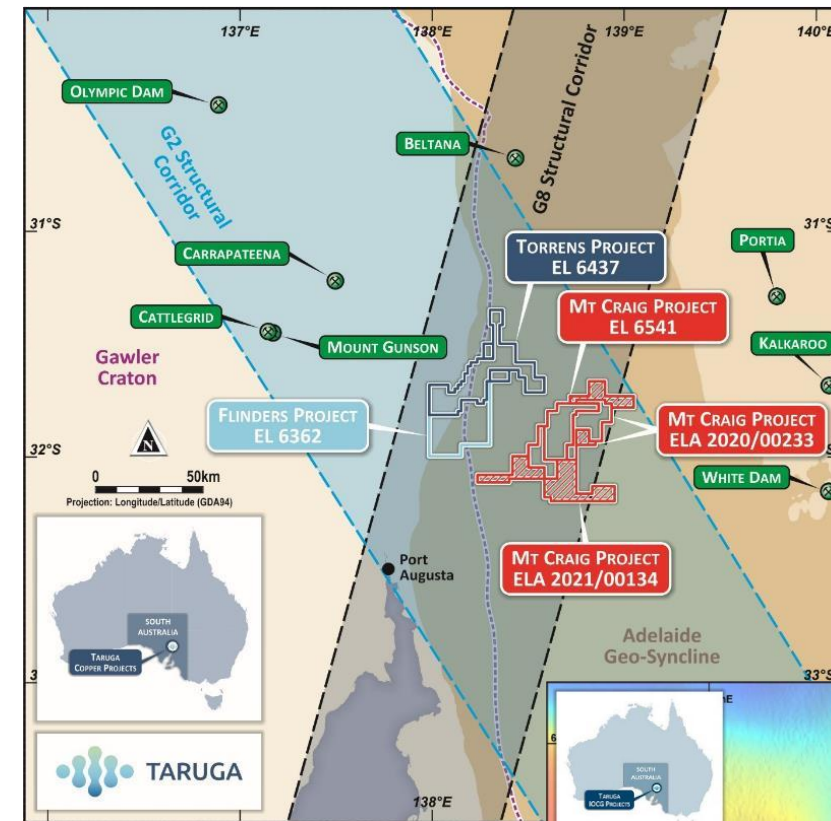 137°E
138°E
139°E
140°E
OLYMPIC DAM
G2 Structural
Corridor
BELTANA
G8 Structural Corridor
31°S
31°S
CARRAPATEENA
TORRENS PROJECT
EL 6437
PORTIA
CATTLEGRID
MOUNT GUNSON
MT CRAIG PROJECT
EL 6541
KALKAROO
Gawler
Craton
FLINDERS PROJECT
EL 6362
MT CRAIG PROJECT
ELA 2020/00233
N
32°S
32°S
0 50km
Projection: Longitude/Latitude (GDA94)
WHITE DAM
Port
Augusta
MT CRAIG PROJECT
ELA 2021/00134
SOUTH
AUSTRALIA
TARUGA
COPPER PROJECTS
Adelaide
Geo-Syncline
33°S
TARUGA
SOUTH
AUSTRALIA
TARUGA
IOCG PROJECTS
138°E